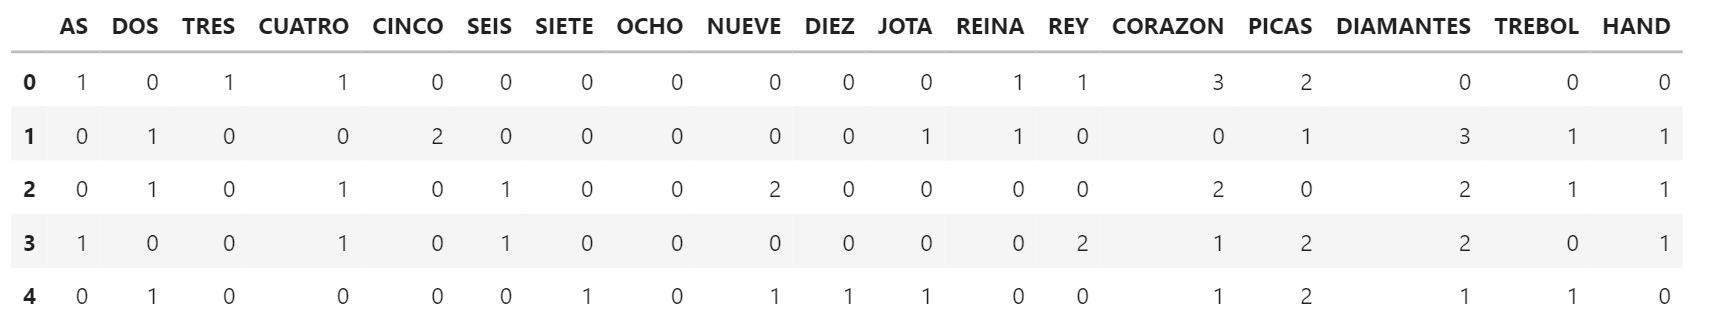 AS DOS TRES CUATRO CINCO SEIS SIETE OCHO NUEVE DIEZ JOTA REINA REY CORAZON PICAS DIAMANTES TREBOL HAND
0 1 0 1 1 0 0 0 0 0 0 0 1 1 3 2 0 0 0
1 0 1 0 0 2 0 0 0 0 0 1 1 0 0 1 3 1 1
2 0 1 0 1 0 1 0 0 2 0 0 0 0 2 0 2 1 1
3 1 0 0 1 0 1 0 0 0 0 0 0 2 1 2 2 0 1
4 0 1 0 0 0 0 1 0 1 1 1 0 0 1 2 1 1 0